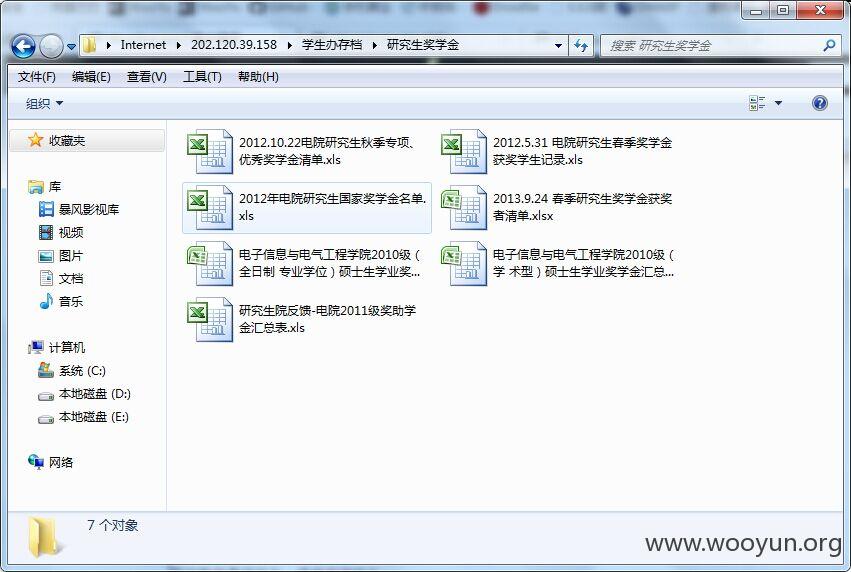 Internet 202.120.39.158 学生办存档 研究生奖学金
搜索 研究生奖学金
文件(F) 编辑(E) 查看(V) 工具(T) 帮助(H)
组织
收藏夹
库
暴风影视库
视频
图片
文档
音乐
计算机
系统 (C:)
本地磁盘 (D:)
本地磁盘 (E:)
网络
2012.10.22电院研究生秋季专项、
优秀奖学金清单.xls
2012.5.31 电院研究生春季奖学金
获奖学生记录.xls
2012年电院研究生国家奖学金名单.
xls
2013.9.24 春季研究生奖学金获奖
者清单.xlsx
电子信息与电气工程学院2010级（
全日制 专业学位）硕士生学业奖...
电子信息与电气工程学院2010级（
学 术型）硕士生学业奖学金汇总...
研究生院反馈-电院2011级奖助学
金汇总表.xls
7 个对象
www.wooyun.org